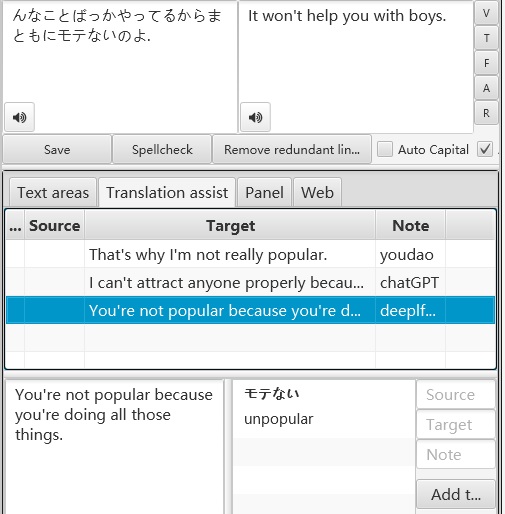 んなことばっかやってるからま
ともにモテないのよ.
It won't help you with boys.
V
T
F
A
R
Save
Spellcheck
Remove redundant lin...
Auto Capital
Text areas
Translation assist
Panel
Web
... Source Target Note
That's why I'm not really popular. youdao
I can't attract anyone properly becau... chatGPT
You're not popular because you're d... deeplf...
You're not popular because
you're doing all those
things.
モテない
unpopular
Source
Target
Note
Add t...